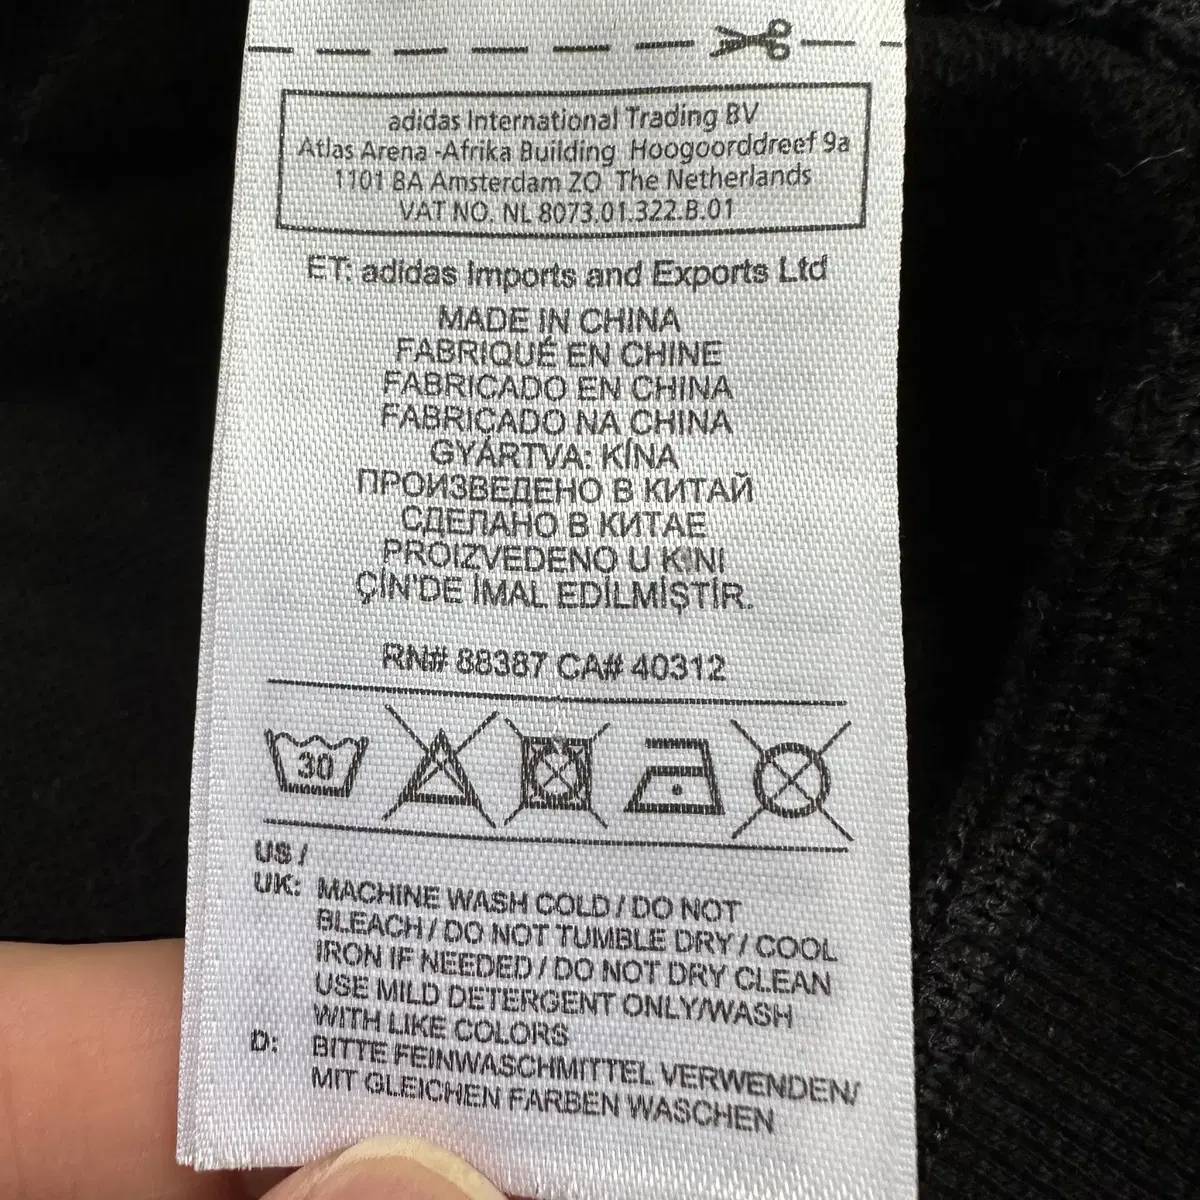 adidas International Trading BV
Atlas Arena -Afrika Building Hoogoorddreef 9a
1101 BA Amsterdam ZO The Netherlands
VAT NO. NL 8073.01.322.B.01
ET: adidas Imports and Exports Ltd
MADE IN CHINA
FABRIQUÉ EN CHINE
FABRICADO EN CHINA
FABRICADO NA CHINA
GYÁRTVA: KÍNA
ПРОИЗВЕДЕНО В КИТАЙ
СДЕЛАНО В КИТАЕ
PROIZVEDENO U KINI
ÇİN'DE İMAL EDİLMİŞTİR.
RN# 88387 CA# 40312
30
US /
UK: MACHINE WASH COLD / DO NOT
BLEACH / DO NOT TUMBLE DRY / COOL
IRON IF NEEDED / DO NOT DRY CLEAN
USE MILD DETERGENT ONLY/WASH
WITH LIKE COLORS
D: BITTE FEINWASCHMITTEL VERWENDEN/
MIT GLEICHEN FARBEN WASCHEN